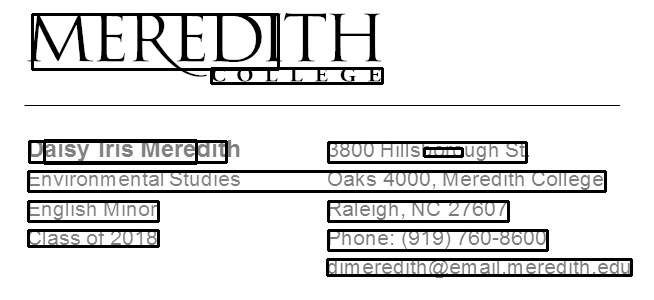 MEREDITH
COLLEGE
Daisy Iris Meredith 3800 Hillsborough St.
Environmental Studies Oaks 4000, Meredith College
English Minor Raleigh, NC 27607
Class of 2018 Phone: (919) 760-8600
dimeredith@email.meredith.edu